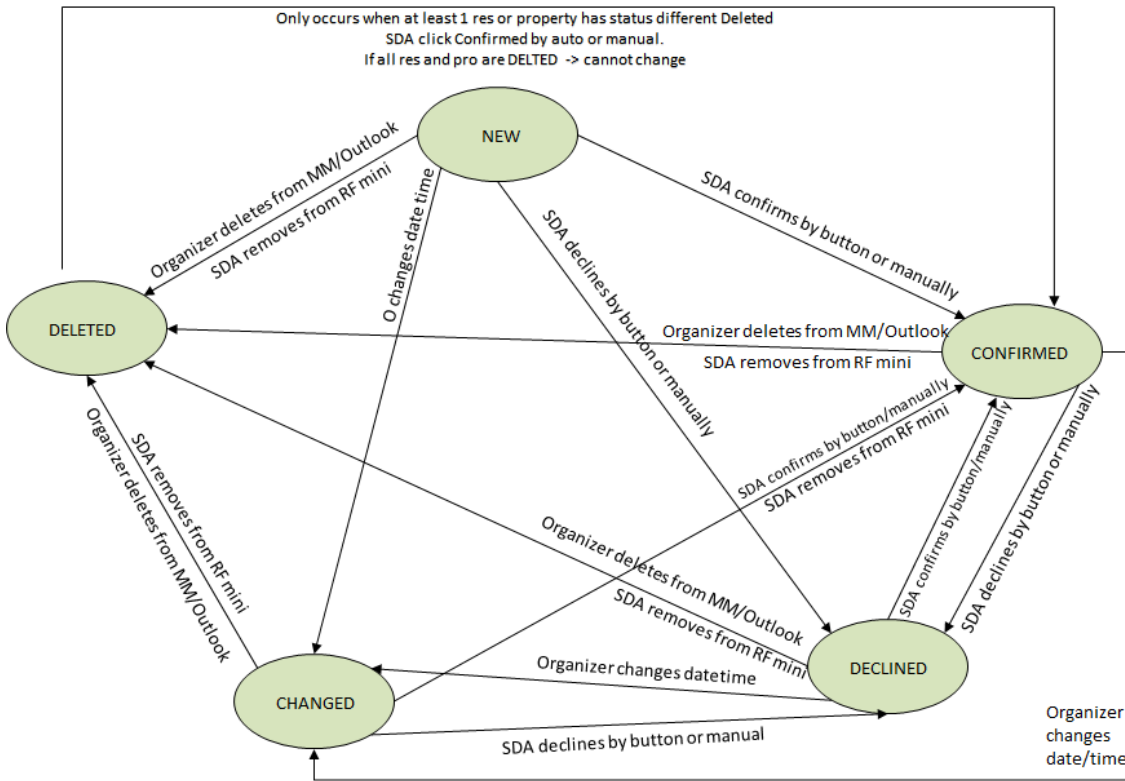 Only occurs when at least 1 res or property has status different Deleted
SDA click Confirmed by auto or manual.
If all res and pro are DELTED -> cannot change
NEW
Organizer deletes from MM/Outlook
SDA removes from RF mini
O changes date time
SDA declines by button or manually
SDA confirms by button or manually
DELETED
Organizer deletes from MM/Outlook
SDA removes from RF mini
CONFIRMED
SDA confirms by button/manually
SDA removes from RF mini
SDA confirms by button/manually
SDA declines by button or manually
SDA removes from RF mini
Organizer deletes from MM/Outlook
Organizer deletes from MM/Outlook
SDA removes from RF mini
Organizer changes datetime
DECLINED
CHANGED
SDA declines by button or manual
Organizer
changes
date/time